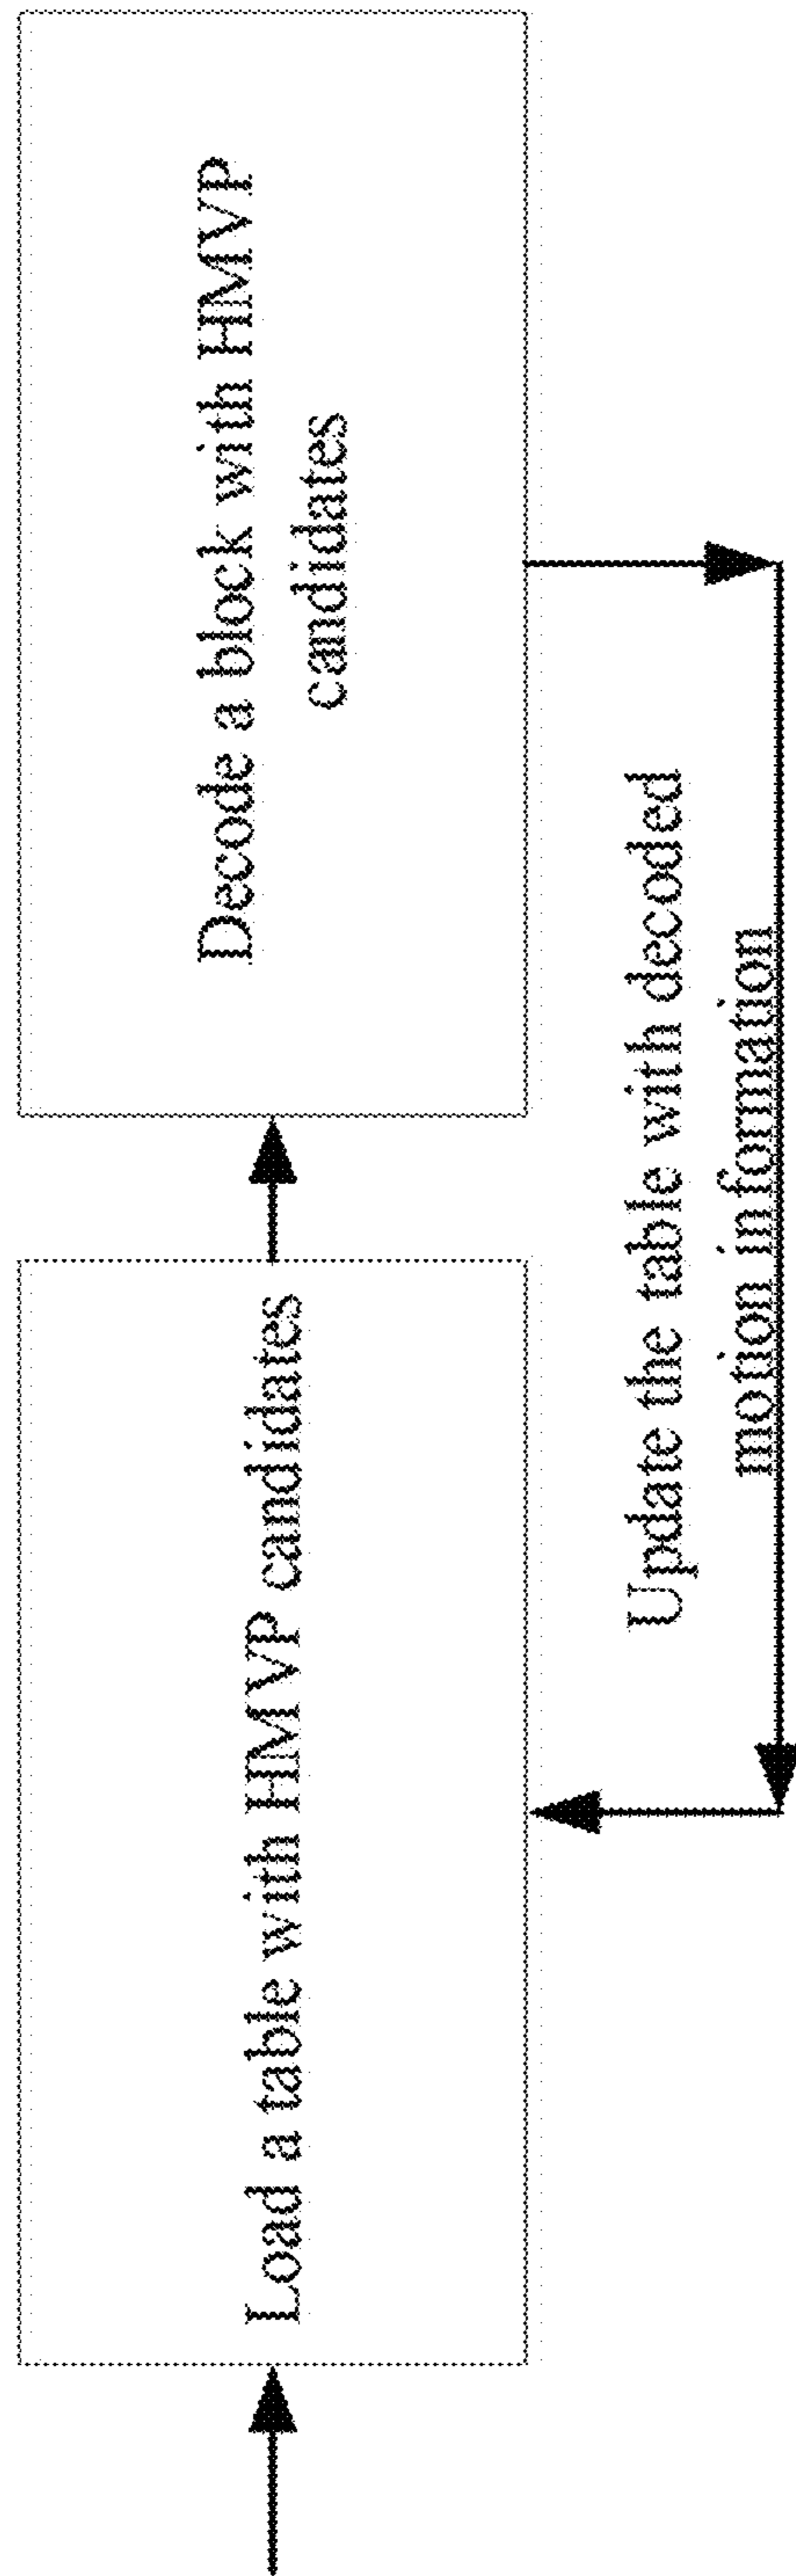 Load a table with HMVP candidates
Decode a block with HMVP
candidates
Update the table with decoded
motion information